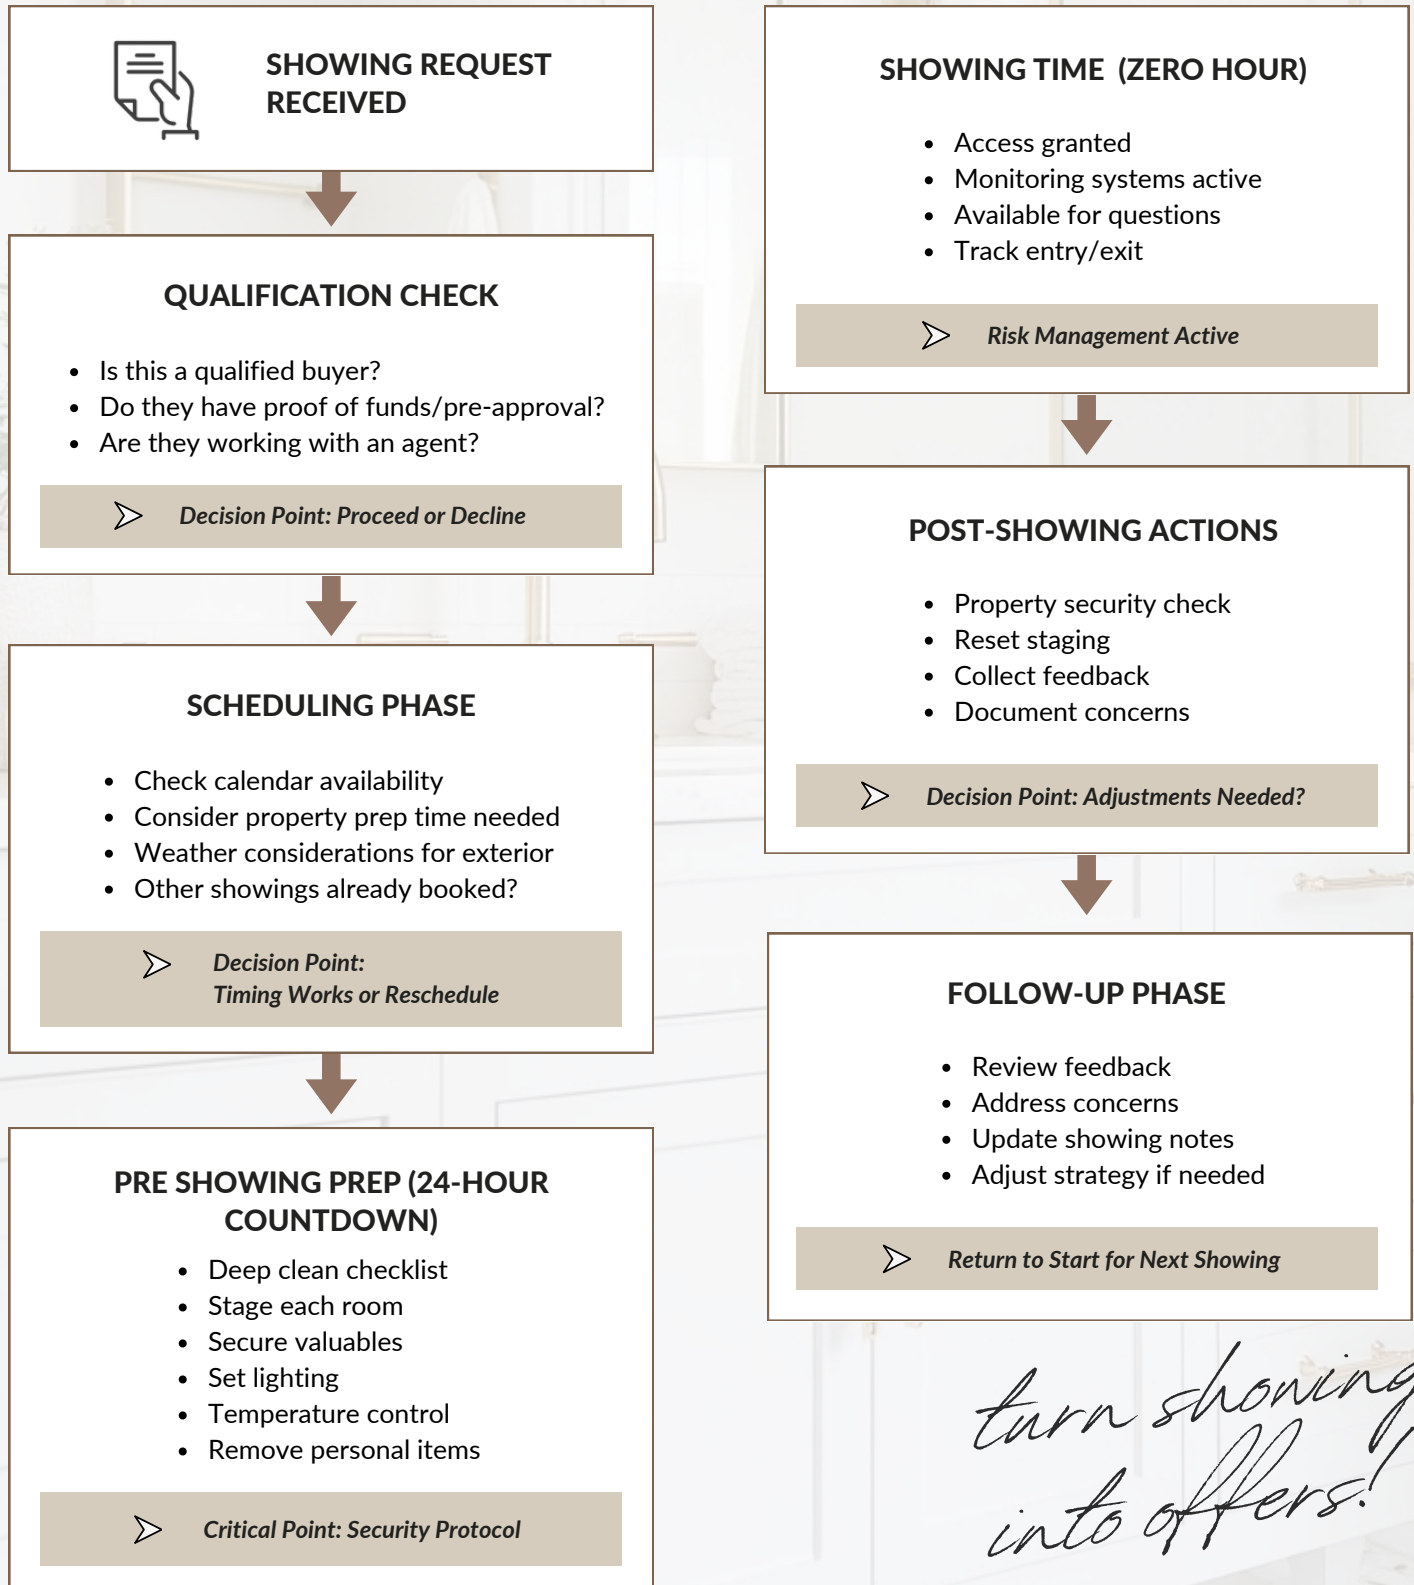 SHOWING REQUEST
RECEIVED
QUALIFICATION CHECK
Is this a qualified buyer?
Do they have proof of funds/pre-approval?
Are they working with an agent?
Decision Point: Proceed or Decline
SCHEDULING PHASE
Check calendar availability
Consider property prep time needed
Weather considerations for exterior
Other showings already booked?
Decision Point:
Timing Works or Reschedule
PRE SHOWING PREP (24-HOUR
COUNTDOWN)
Deep clean checklist
Stage each room
Secure valuables
Set lighting
Temperature control
Remove personal items
Critical Point: Security Protocol
SHOWING TIME (ZERO HOUR)
Access granted
Monitoring systems active
Available for questions
Track entry/exit
Risk Management Active
POST-SHOWING ACTIONS
Property security check
Reset staging
Collect feedback
Document concerns
Decision Point: Adjustments Needed?
FOLLOW-UP PHASE
Review feedback
Address concerns
Update showing notes
Adjust strategy if needed
Return to Start for Next Showing
turn showing
into offers!